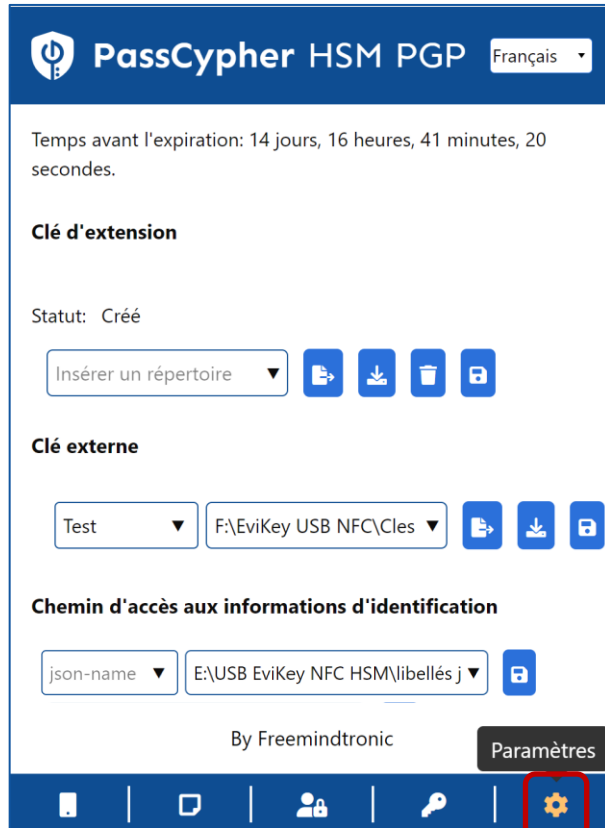 PassCypher HSM PGP
Français
Temps avant l'expiration: 14 jours, 16 heures, 41 minutes, 20
secondes.
Clé d'extension
Statut: Créé
Insérer un répertoire
Clé externe
Test
F:\EviKey USB NFC\Cles
Chemin d'accès aux informations d'identification
json-name
E:\USB EviKey NFC HSM\libellés j
By Freemindtronic
Paramètres